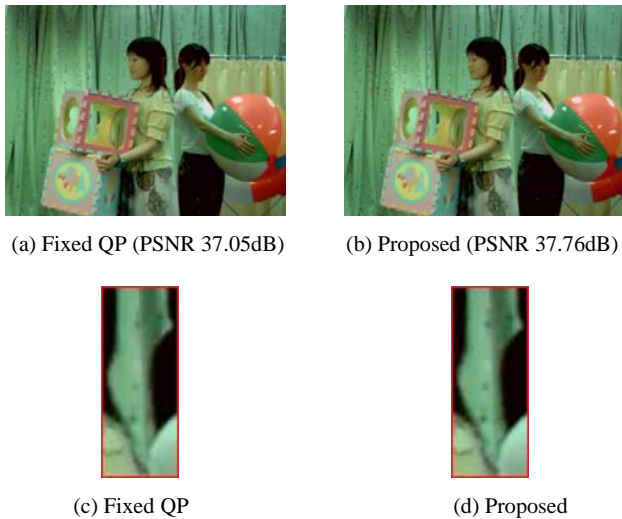 (a) Fixed QP (PSNR 37.05dB)
(b) Proposed (PSNR 37.76dB)
(c) Fixed QP
(d) Proposed